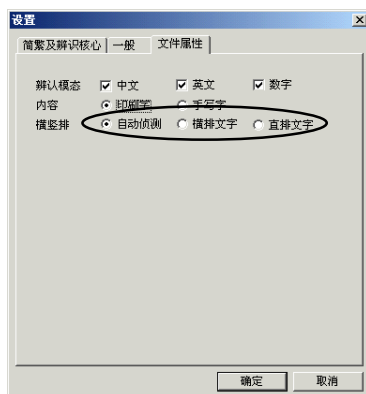 设置
简繁及辨识核心 一般 文件属性
辨认模态 中文 英文 数字
内容 印刷字 手写字
横竖排 自动侦测 横排文字 直排文字
确定 取消